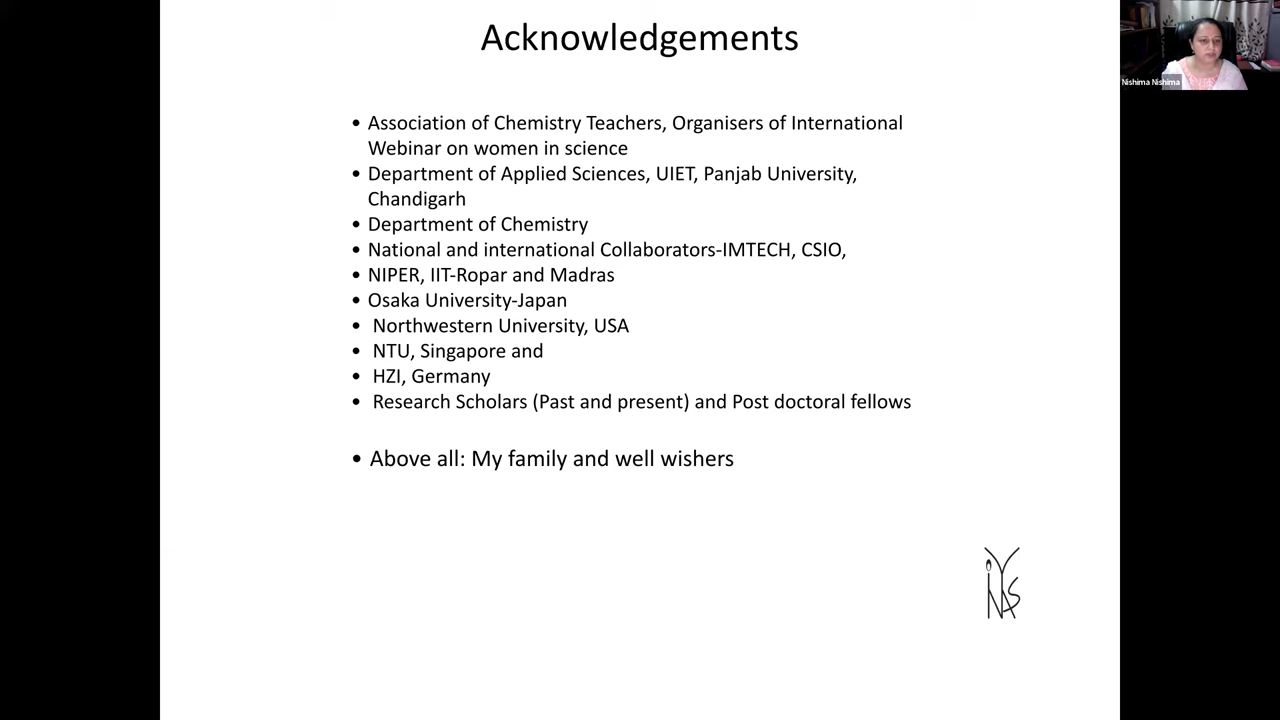 Acknowledgements
Nishima Nishima
• Association of Chemistry Teachers, Organisers of International
Webinar on women in science
• Department of Applied Sciences, UIET, Panjab University,
Chandigarh
• Department of Chemistry
• National and international Collaborators-IMTECH, CSIO,
• NIPER, IIT-Ropar and Madras
• Osaka University-Japan
• Northwestern University, USA
• NTU, Singapore and
• HZI, Germany
• Research Scholars (Past and present) and Post doctoral fellows
• Above all: My family and well wishers